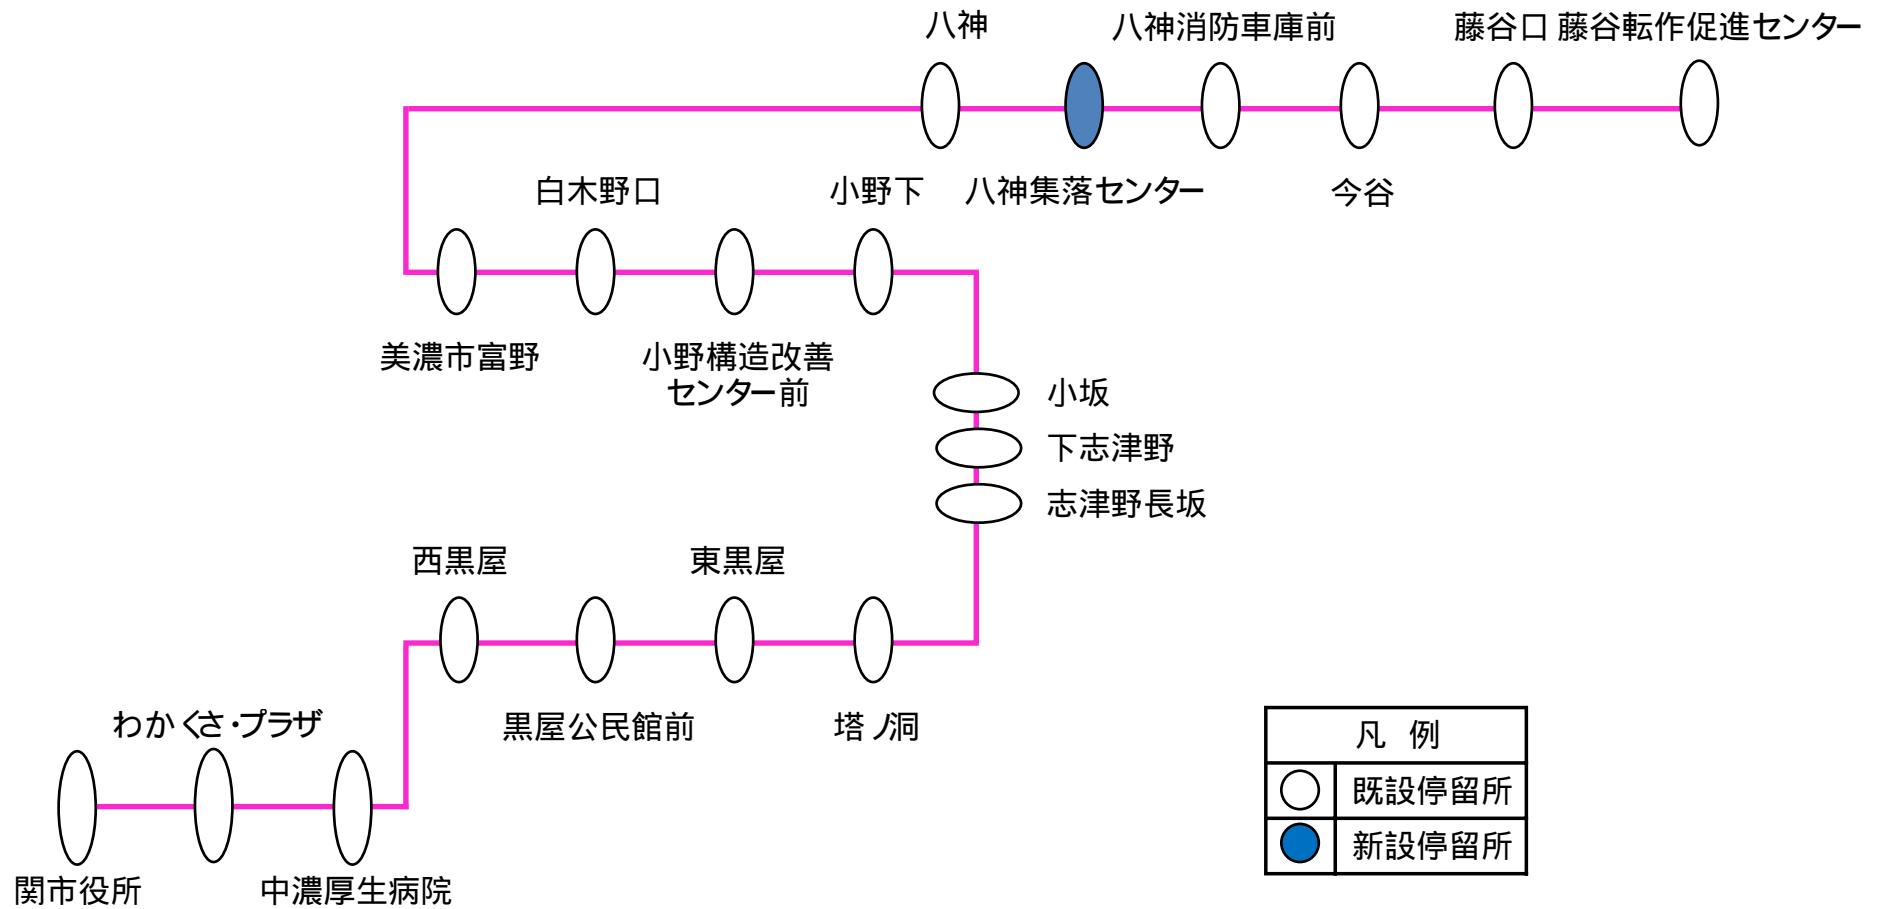 八神
八神消防車庫前
藤谷口
藤谷転作促進センター
白木野口
小野下
八神集落センター
今谷
美濃市富野
小野構造改善
センター前
小坂
下志津野
志津野長坂
西黒屋
東黒屋
わかくさ・プラザ
黒屋公民館前
塔ノ洞
関市役所
中濃厚生病院
凡 例
既設停留所
新設停留所